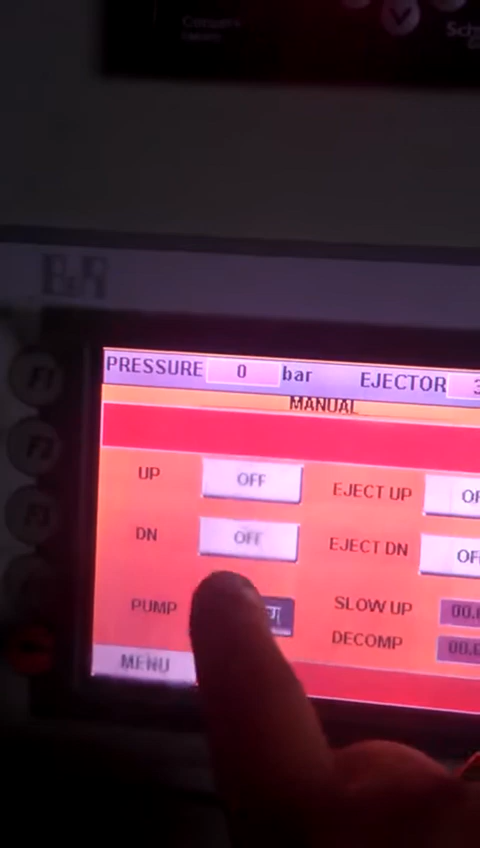 B&R
PRESSURE 0 bar EJECTOR 3
MANUAL
UP OFF EJECT UP OF
DN OFF EJECT DN OF
PUMP SLOW UP 00.
DECOMP 00.
MENU